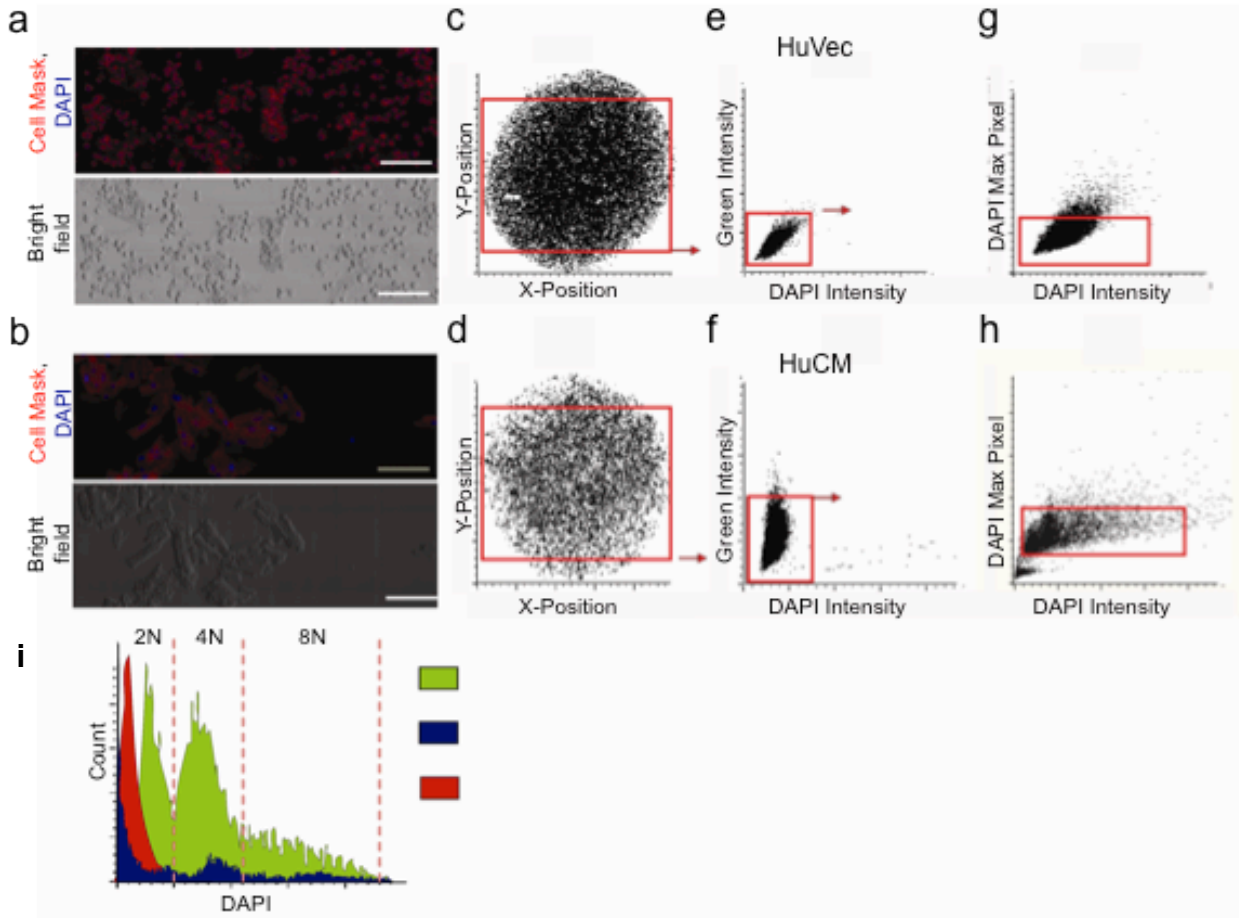 a
Cell Mask,
DAPI
Bright
field
b
Cell Mask,
DAPI
Bright
field
c
Y-Position
X-Position
d
Y-Position
X-Position
e
HuVec
Green Intensity
DAPI Intensity
f
HuCM
Green Intensity
DAPI Intensity
g
DAPI Max Pixel
DAPI Intensity
h
DAPI Max Pixel
DAPI Intensity
i
2N 4N 8N
Count
DAPI